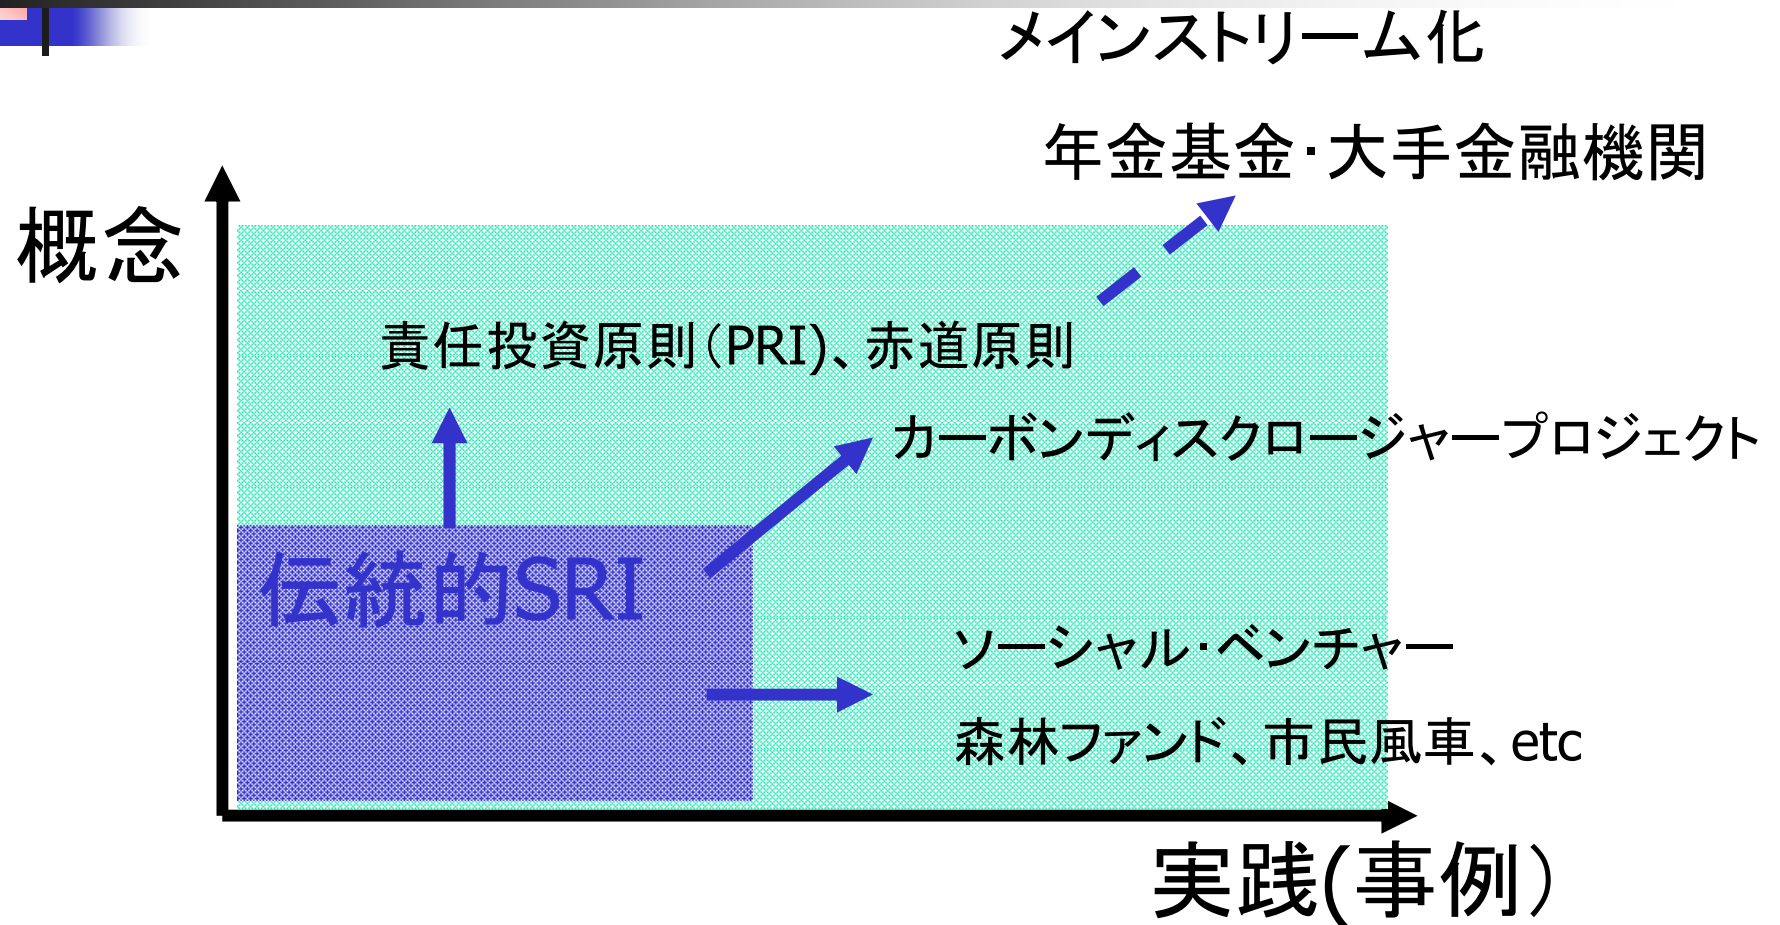 メインストリーム化
年金基金・大手金融機関
概念
責任投資原則（PRI)、赤道原則
カーボンディスクロージャープロジェクト
伝統的SRI
ソーシャル・ベンチャー
森林ファンド、市民風車、etc
実践(事例）